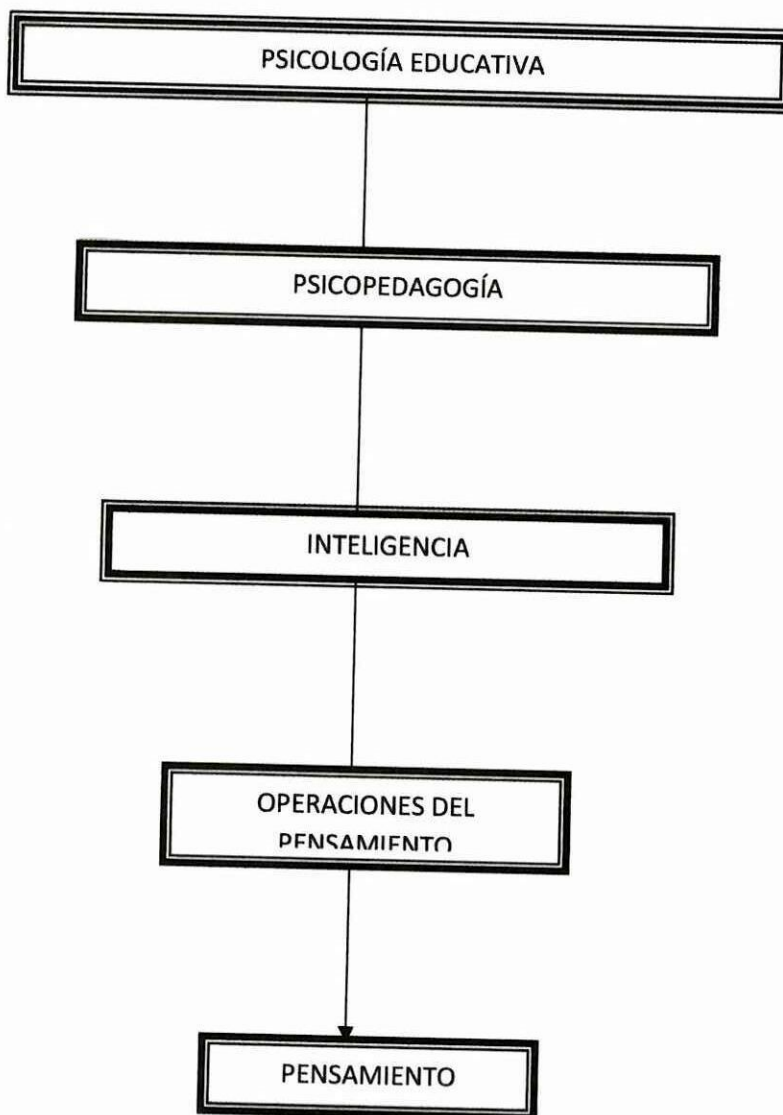 PSICOLOGÍA EDUCATIVA
PSICOPEDAGOGÍA
INTELIGENCIA
OPERACIONES DEL
PENSAMIENTO
PENSAMIENTO